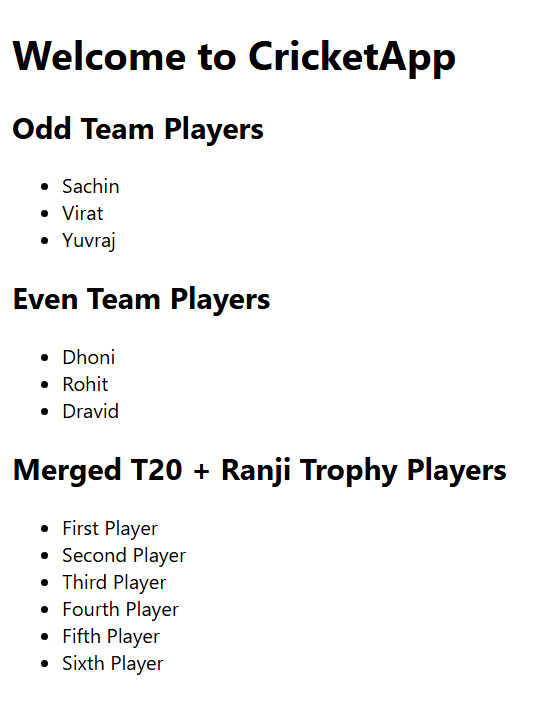 Welcome to CricketApp
Odd Team Players
Sachin
Virat
Yuvraj
Even Team Players
Dhoni
Rohit
Dravid
Merged T20 + Ranji Trophy Players
First Player
Second Player
Third Player
Fourth Player
Fifth Player
Sixth Player